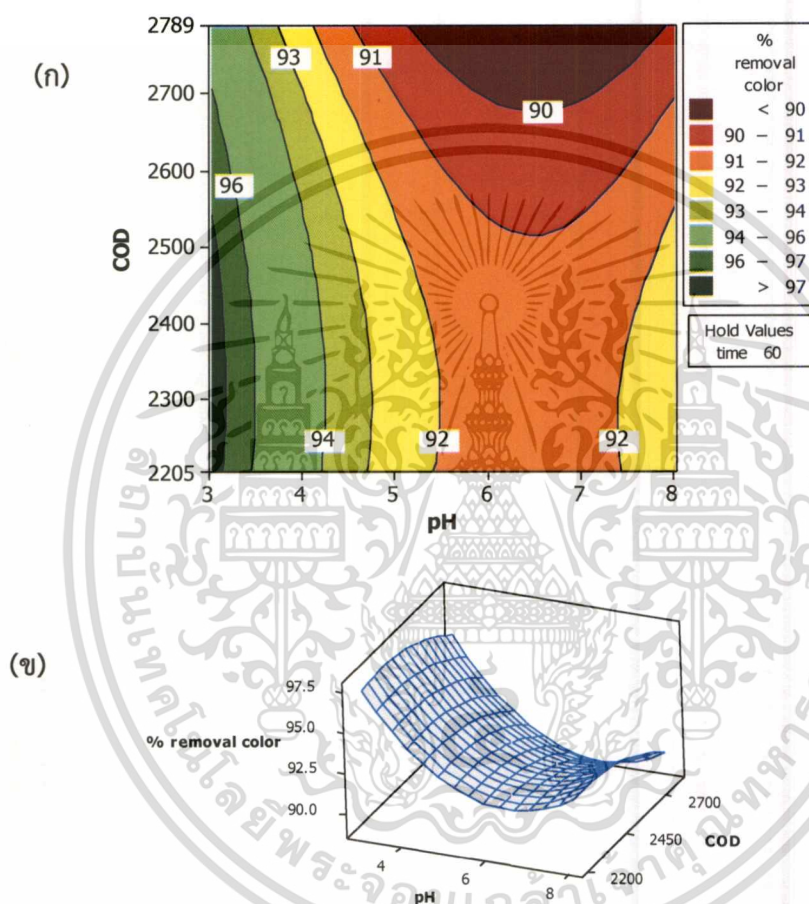 (ก)
2789
2700
2600
2500
2400
2300
2205
COD
93
91
90
96
94
92
92
3
4
5
6
7
8
pH
%
removal
color
< 90
90 – 91
91 – 92
92 – 93
93 – 94
94 – 96
96 – 97
> 97
Hold Values
time 60
(ข)
97.5
95.0
92.5
90.0
% removal color
4
6
8
pH
2700
2450
2200
COD